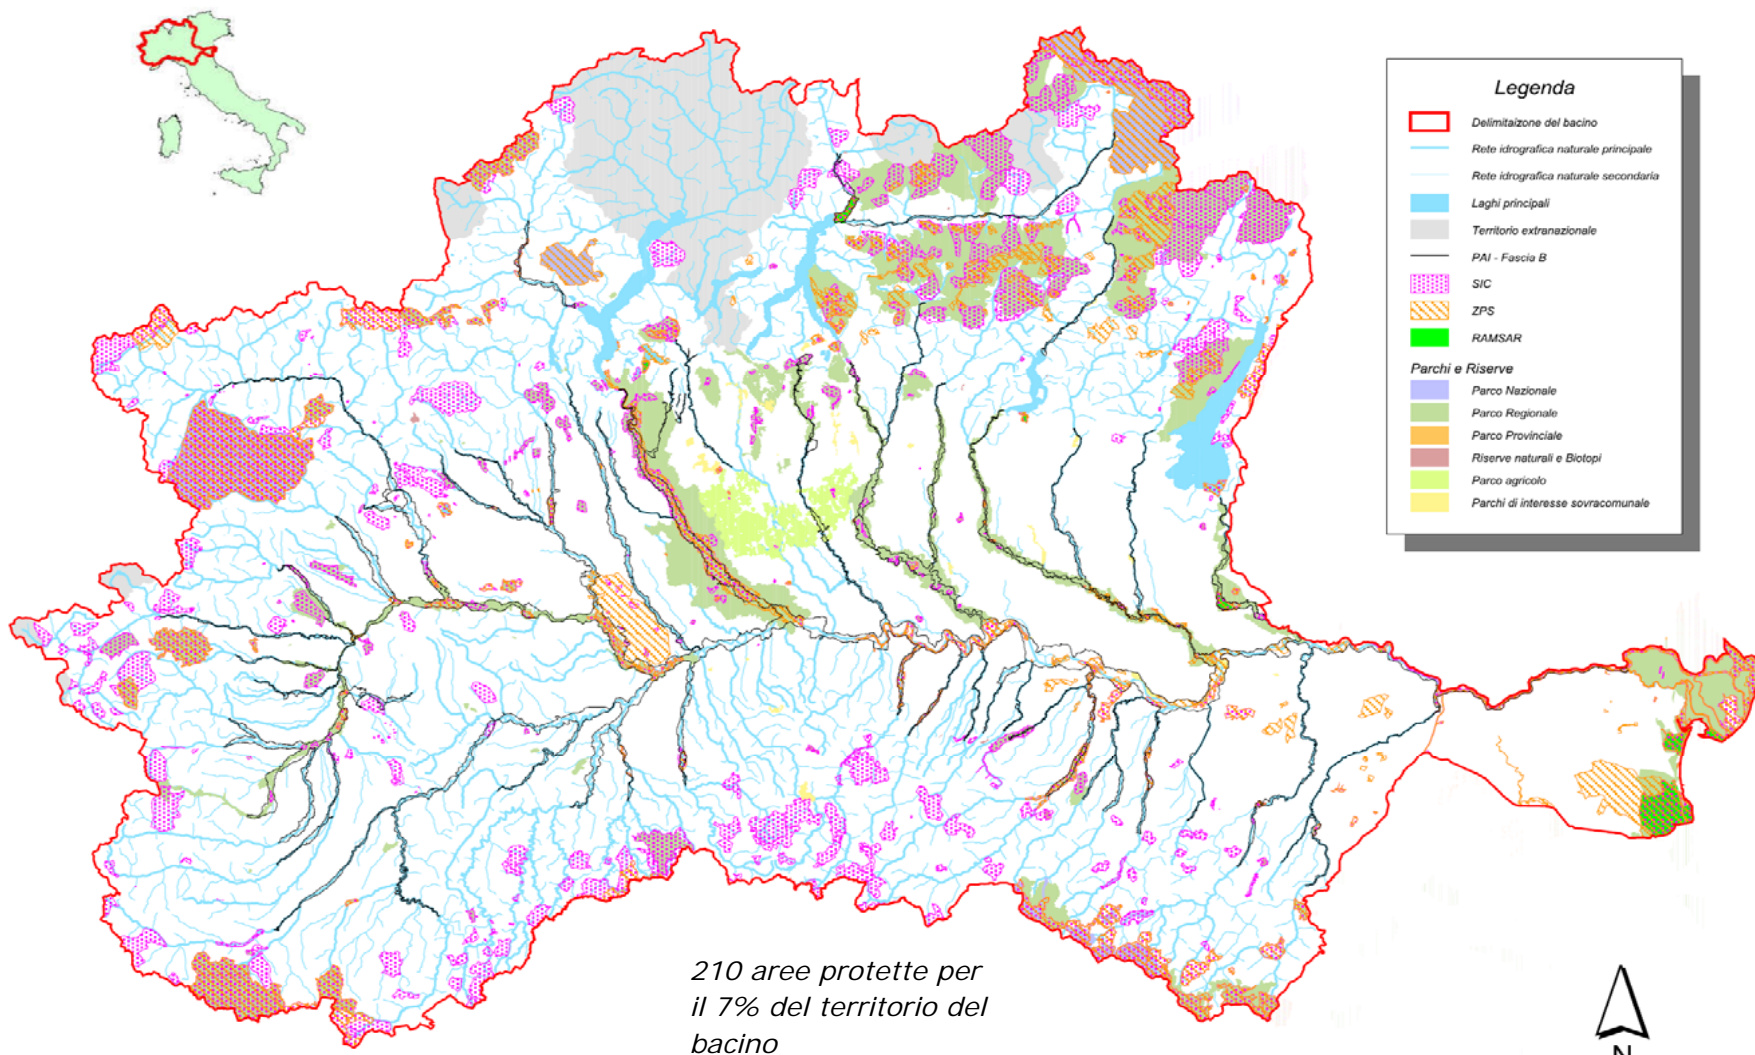 Legenda
Delimitaizone del bacino
Rete idrografica naturale principale
Rete idrografica naturale secondaria
Laghi principali
Territorio extranazionale
PAI - Fascia B
SIC
ZPS
RAMSAR
Parchi e Riserve
Parco Nazionale
Parco Regionale
Parco Provinciale
Riserve naturali e Biotopi
Parco agricolo
Parchi di interesse sovracomunale
210 aree protette per
il 7% del territorio del
bacino
N